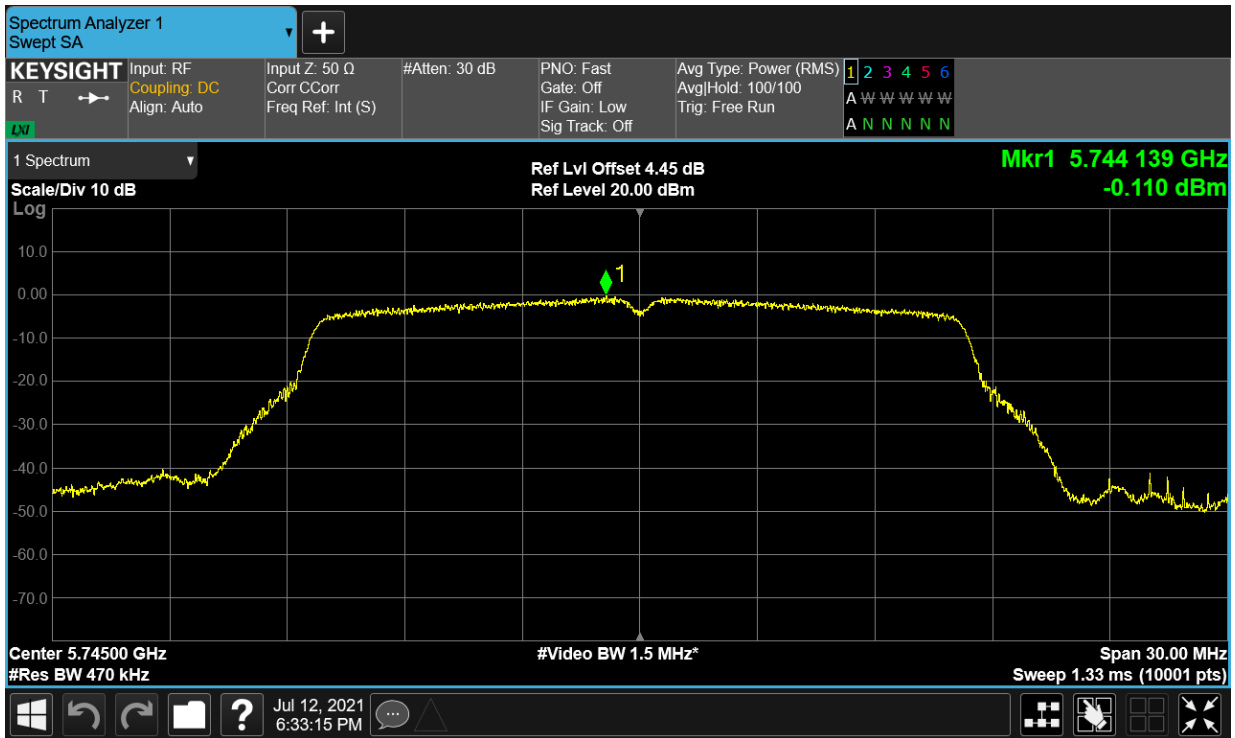 Spectrum Analyzer 1
Swept SA
KEYSIGHT
R T
LXI
Input: RF
Coupling: DC
Align: Auto
Input Z: 50 Ω
Corr CCorr
Freq Ref: Int (S)
#Atten: 30 dB
PNO: Fast
Gate: Off
IF Gain: Low
Sig Track: Off
Avg Type: Power (RMS)
Avg|Hold: 100/100
Trig: Free Run
1 2 3 4 5 6
A W W W W W
A N N N N N
1 Spectrum
Scale/Div 10 dB
Log
Ref Lvl Offset 4.45 dB
Ref Level 20.00 dBm
Mkr1 5.744 139 GHz
-0.110 dBm
10.0
0.00
1
-10.0
-20.0
-30.0
-40.0
-50.0
-60.0
-70.0
Center 5.74500 GHz
#Res BW 470 kHz
#Video BW 1.5 MHz*
Span 30.00 MHz
Sweep 1.33 ms (10001 pts)
?
Jul 12, 2021
6:33:15 PM